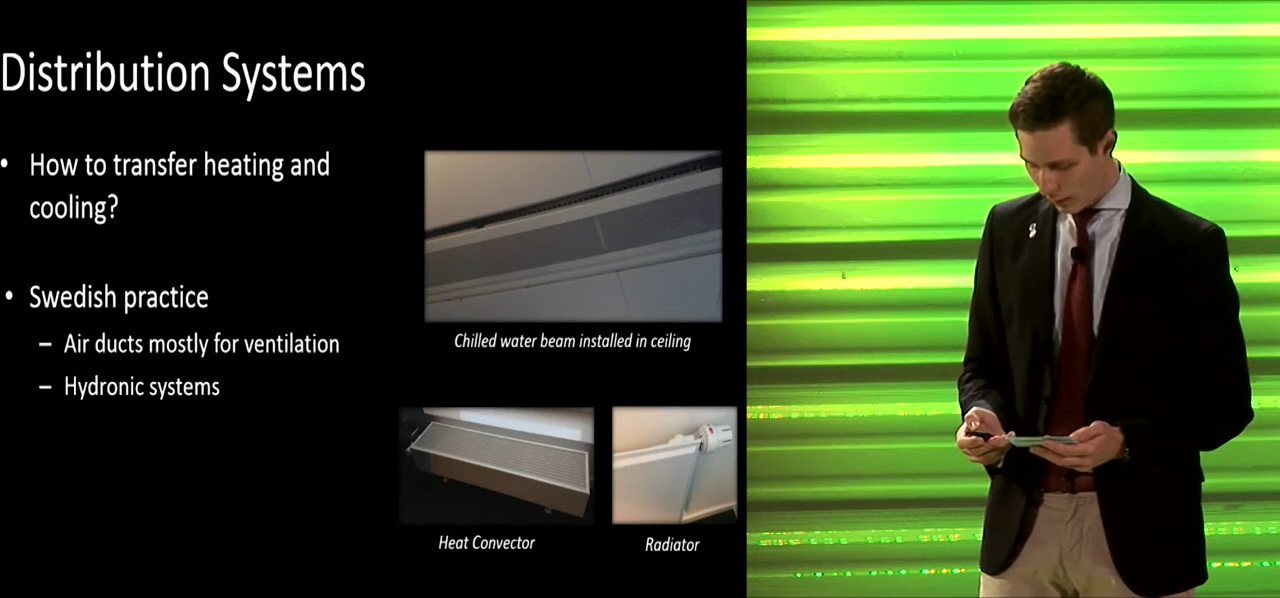 Distribution Systems
• How to transfer heating and
cooling?
• Swedish practice
– Air ducts mostly for ventilation
– Hydronic systems
Chilled water beam installed in ceiling
Heat Convector
Radiator